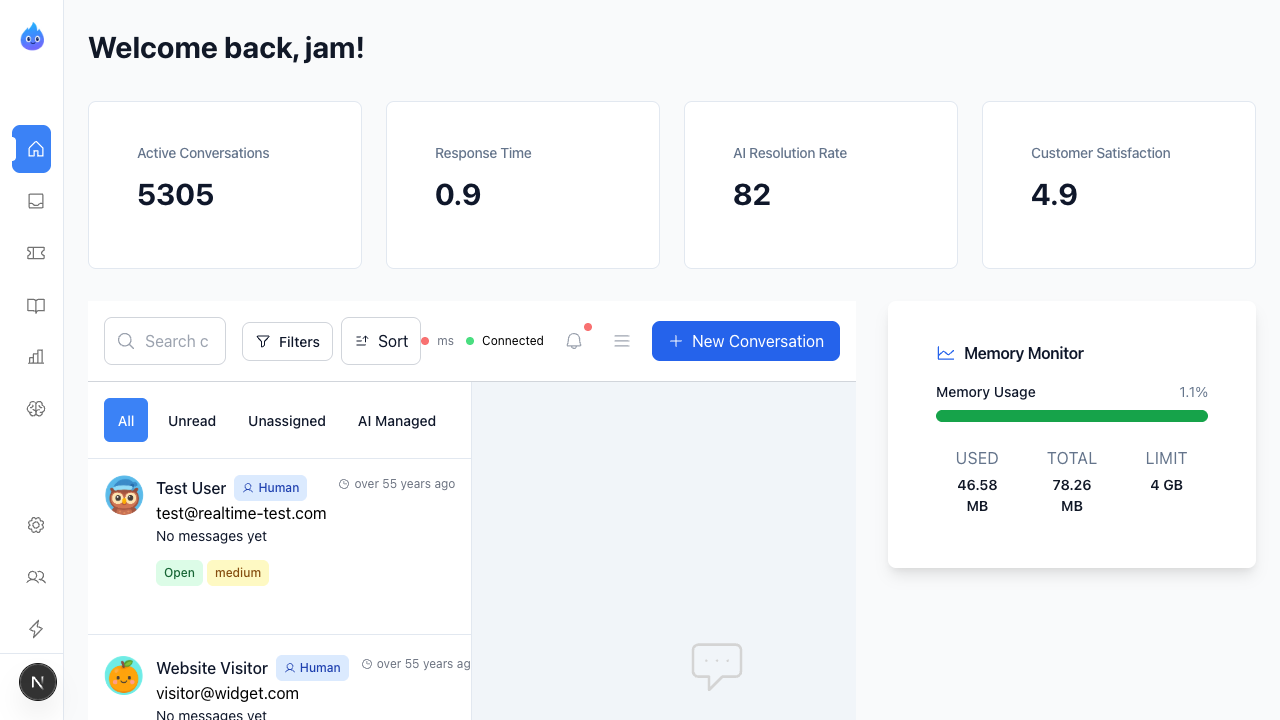 Welcome back, jam!
Active Conversations
5305
Response Time
0.9
AI Resolution Rate
82
Customer Satisfaction
4.9
Search c
Filters
Sort
ms
Connected
New Conversation
All
Unread
Unassigned
AI Managed
Test User
Human
over 55 years ago
test@realtime-test.com
No messages yet
Open
medium
Website Visitor
Human
over 55 years ag
visitor@widget.com
No messages yet
Memory Monitor
Memory Usage
1.1%
USED
TOTAL
LIMIT
46.58
MB
78.26
MB
4 GB
N